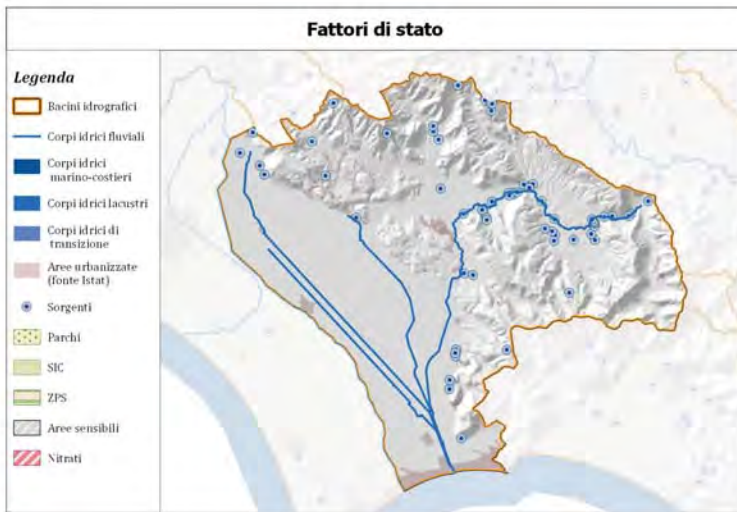 Fattori di stato
Legenda
Bacini idrografici
Corpi idrici fluviali
Corpi idrici
marino-costieri
Corpi idrici lacustri
Corpi idrici di
transizione
Aree urbanizzate
(fonte Istat)
Sorgenti
Parchi
SIC
ZPS
Aree sensibili
Nitrati